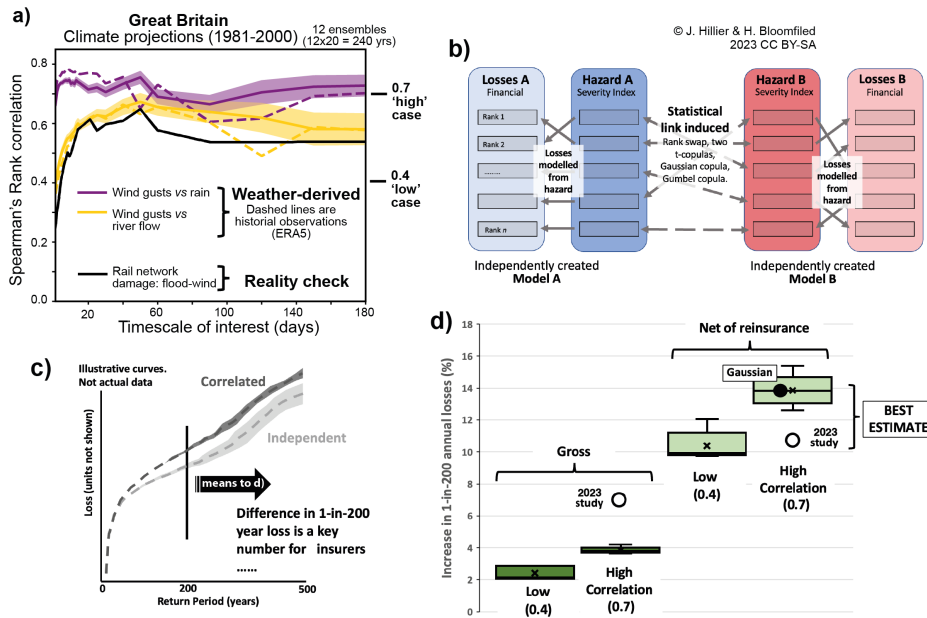 a)
Great Britain
Climate projections (1981-2000)
12 ensembles
(12x20 = 240 yrs)
Spearman's Rank correlation
0.8
0.6
0.4
0.2
0.0
20
40
60
80
100
120
140
160
180
Timescale of interest (days)
Wind gusts vs rain
Wind gusts vs
river flow
Weather-derived
Dashed lines are
historial observations
(ERA5)
Rail network
damage: flood-wind
Reality check
0.7
'high'
case
0.4
'low'
case
© J. Hillier & H. Bloomfiled
2023 CC BY-SA
b)
Losses A
Financial
Rank 1
Rank 2
........
Rank n
Hazard A
Severity Index
Losses
modelled
from
hazard
Statistical
link induced
Rank swap, two
t-copulas,
Gaussian copula,
Gumbel copula.
Hazard B
Severity Index
Losses B
Financial
Losses
modelled
from
hazard
Independently created
Model A
Independently created
Model B
c)
Illustrative curves.
Not actual data
Correlated
Independent
means to d)
Difference in 1-in-200
year loss is a key
number for insurers
......
Loss (units not shown)
0
200
500
Return Period (years)
d)
Increase in 1-in-200 annual losses (%)
18
16
14
12
10
8
6
4
2
0
Net of reinsurance
Gaussian
BEST
ESTIMATE
2023
study
Low
(0.4)
High
Correlation
(0.7)
Gross
2023
study
Low
(0.4)
High
Correlation
(0.7)